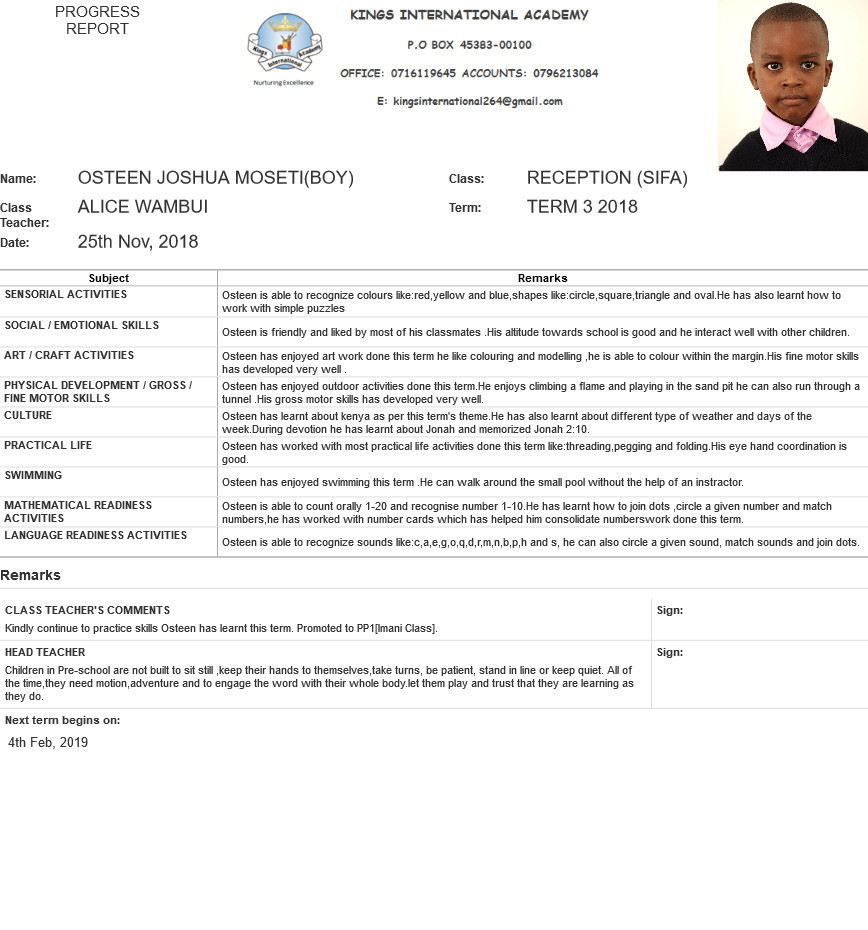 PROGRESS
REPORT
Kings International Academy
Nurturing Excellence
KINGS INTERNATIONAL ACADEMY
P.O BOX 45383-00100
OFFICE: 0716119645 ACCOUNTS: 0796213084
E: kingsinternational264@gmail.com
Name: OSTEEN JOSHUA MOSETI(BOY) Class: RECEPTION (SIFA)
Class Teacher: ALICE WAMBUI Term: TERM 3 2018
Date: 25th Nov, 2018
Subject Remarks
SENSORIAL ACTIVITIES
Osteen is able to recognize colours like:red,yellow and blue,shapes like:circle,square,triangle and oval.He has also learnt how to
work with simple puzzles
SOCIAL / EMOTIONAL SKILLS
Osteen is friendly and liked by most of his classmates .His altitude towards school is good and he interact well with other children.
ART / CRAFT ACTIVITIES
Osteen has enjoyed art work done this term he like colouring and modelling ,he is able to colour within the margin.His fine motor skills
has developed very well .
PHYSICAL DEVELOPMENT / GROSS /
FINE MOTOR SKILLS
Osteen has enjoyed outdoor activities done this term.He enjoys climbing a flame and playing in the sand pit he can also run through a
tunnel .His gross motor skills has developed very well.
CULTURE
Osteen has learnt about kenya as per this term's theme.He has also learnt about different type of weather and days of the
week.During devotion he has learnt about Jonah and memorized Jonah 2:10.
PRACTICAL LIFE
Osteen has worked with most practical life activities done this term like:threading,pegging and folding.His eye hand coordination is
good.
SWIMMING
Osteen has enjoyed swimming this term .He can walk around the small pool without the help of an instractor.
MATHEMATICAL READINESS
ACTIVITIES
Osteen is able to count orally 1-20 and recognise number 1-10.He has learnt how to join dots ,circle a given number and match
numbers,he has worked with number cards which has helped him consolidate numberswork done this term.
LANGUAGE READINESS ACTIVITIES
Osteen is able to recognize sounds like:c,a,e,g,o,q,d,r,m,n,b,p,h and s, he can also circle a given sound, match sounds and join dots.
Remarks
CLASS TEACHER'S COMMENTS Sign:
Kindly continue to practice skills Osteen has learnt this term. Promoted to PP1[Imani Class].
HEAD TEACHER Sign:
Children in Pre-school are not built to sit still ,keep their hands to themselves,take turns, be patient, stand in line or keep quiet. All of
the time,they need motion,adventure and to engage the word with their whole body.let them play and trust that they are learning as
they do.
Next term begins on:
4th Feb, 2019